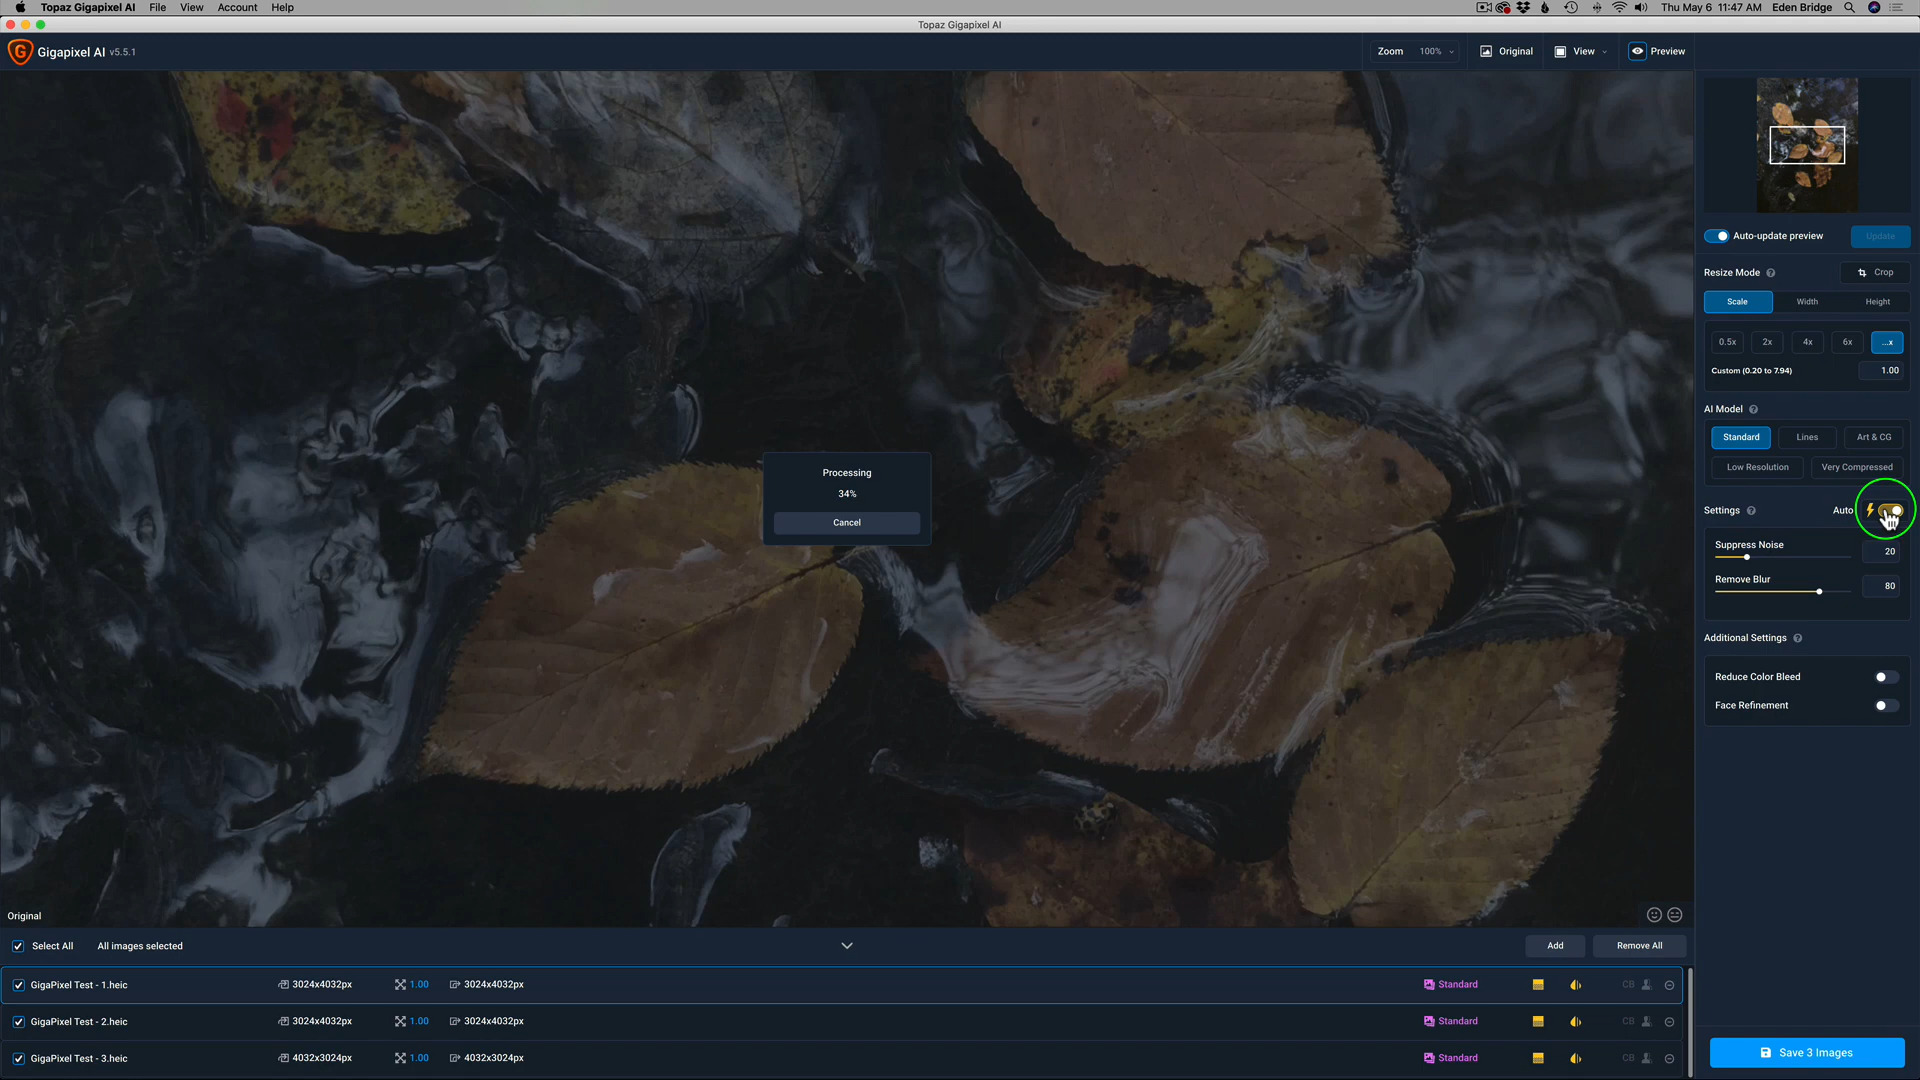 Topaz Gigapixel AI File View Account Help Thu May 6 11:47 AM Eden Bridge
Topaz Gigapixel AI
Gigapixel AI v5.5.1 Zoom 100% Original View Preview
Auto-update preview Update
Resize Mode Crop
Scale Width Height
0.5x 2x 4x 6x ...x
Custom (0.20 to 7.94) 1.00
AI Model
Standard Lines Art & CG
Low Resolution Very Compressed
Processing
34%
Cancel
Settings Auto
Suppress Noise 20
Remove Blur 80
Additional Settings
Reduce Color Bleed
Face Refinement
Original
Select All All images selected Add Remove All
GigaPixel Test - 1.heic 3024x4032px 1.00 3024x4032px Standard CB
GigaPixel Test - 2.heic 3024x4032px 1.00 3024x4032px Standard CB
GigaPixel Test - 3.heic 4032x3024px 1.00 4032x3024px Standard CB
Save 3 Images